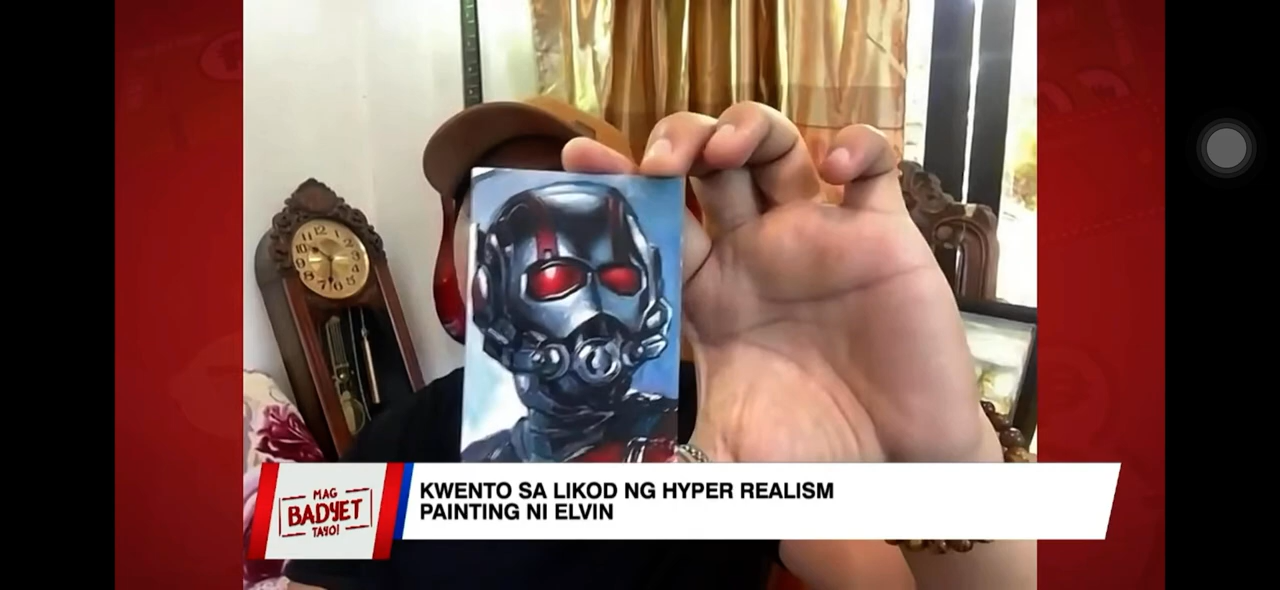 MAG
BADYET
TAYO!
KWENTO SA LIKOD NG HYPER REALISM
PAINTING NI ELVIN